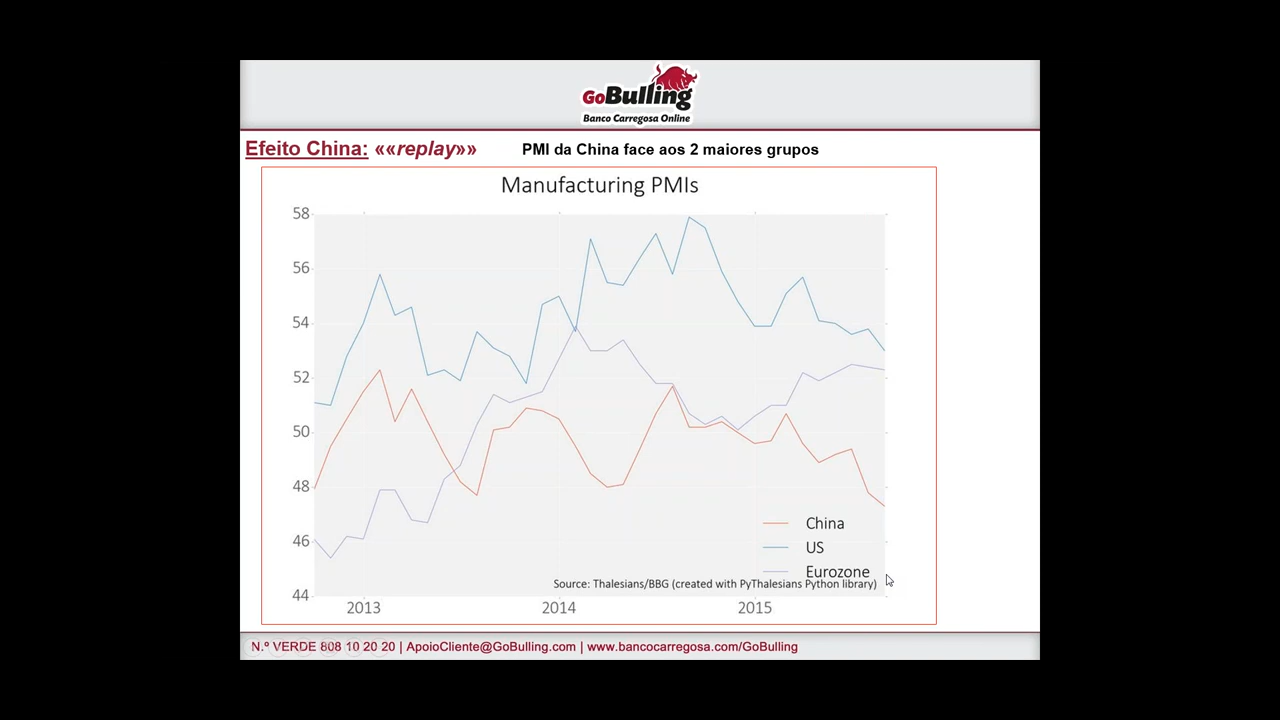 GoBulling
Banco Carregosa Online
Efeito China: ««replay»» PMI da China face aos 2 maiores grupos
Manufacturing PMIs
58
56
54
52
50
48
46
44
China
US
Eurozone
Source: Thalesians/BBG (created with PyThalesians Python library)
2013 2014 2015
N.º VERDE 808 10 20 20 | ApoioCliente@GoBulling.com | www.bancocarregosa.com/GoBulling